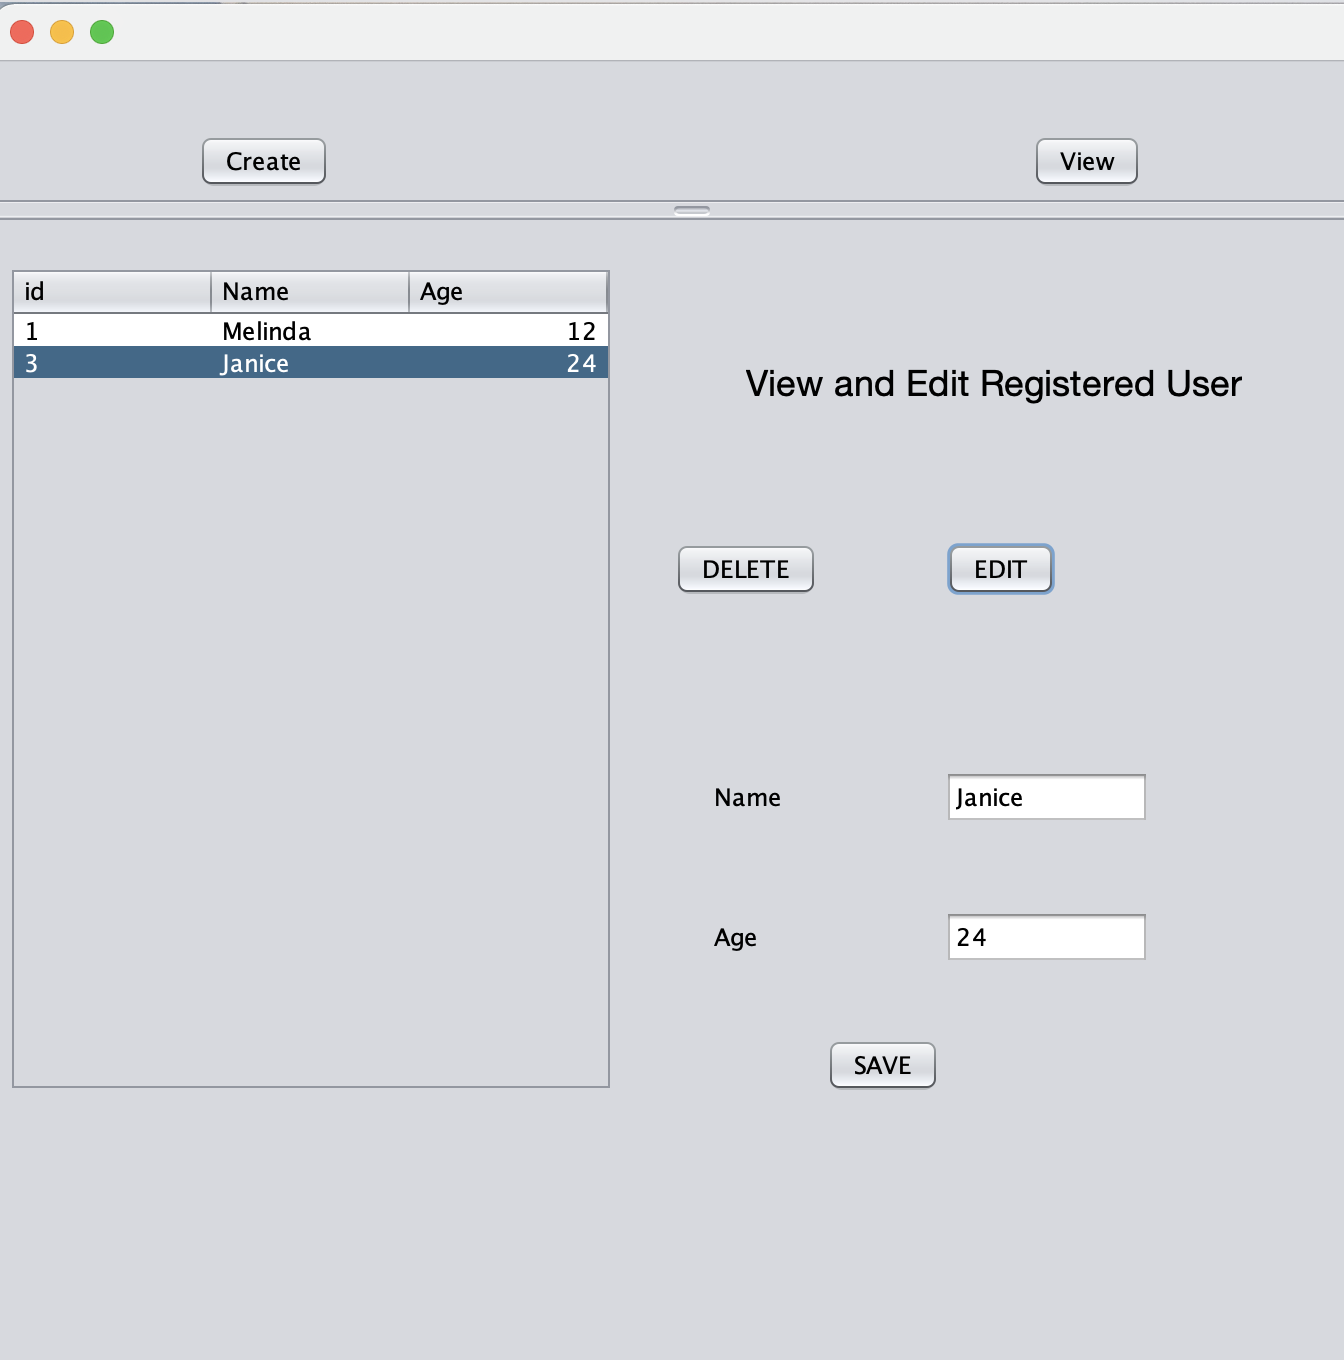 Create View
id Name Age
1 Melinda 12
3 Janice 24
View and Edit Registered User
DELETE EDIT
Name Janice
Age 24
SAVE